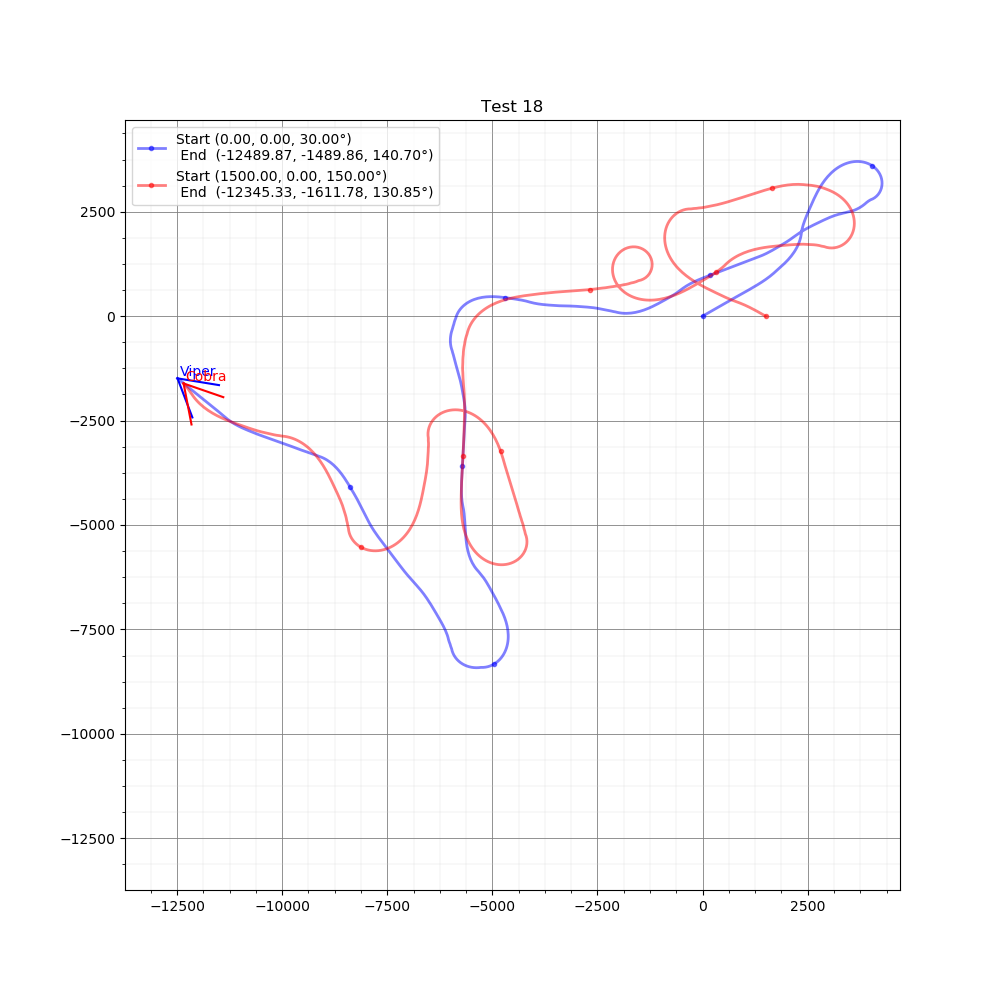 Test 18
Start (0.00, 0.00, 30.00°)
End (-12489.87, -1489.86, 140.70°)
Start (1500.00, 0.00, 150.00°)
End (-12345.33, -1611.78, 130.85°)
2500
0
−2500
−5000
−7500
−10000
−12500
Viper
Cobra
−12500 −10000 −7500 −5000 −2500 0 2500